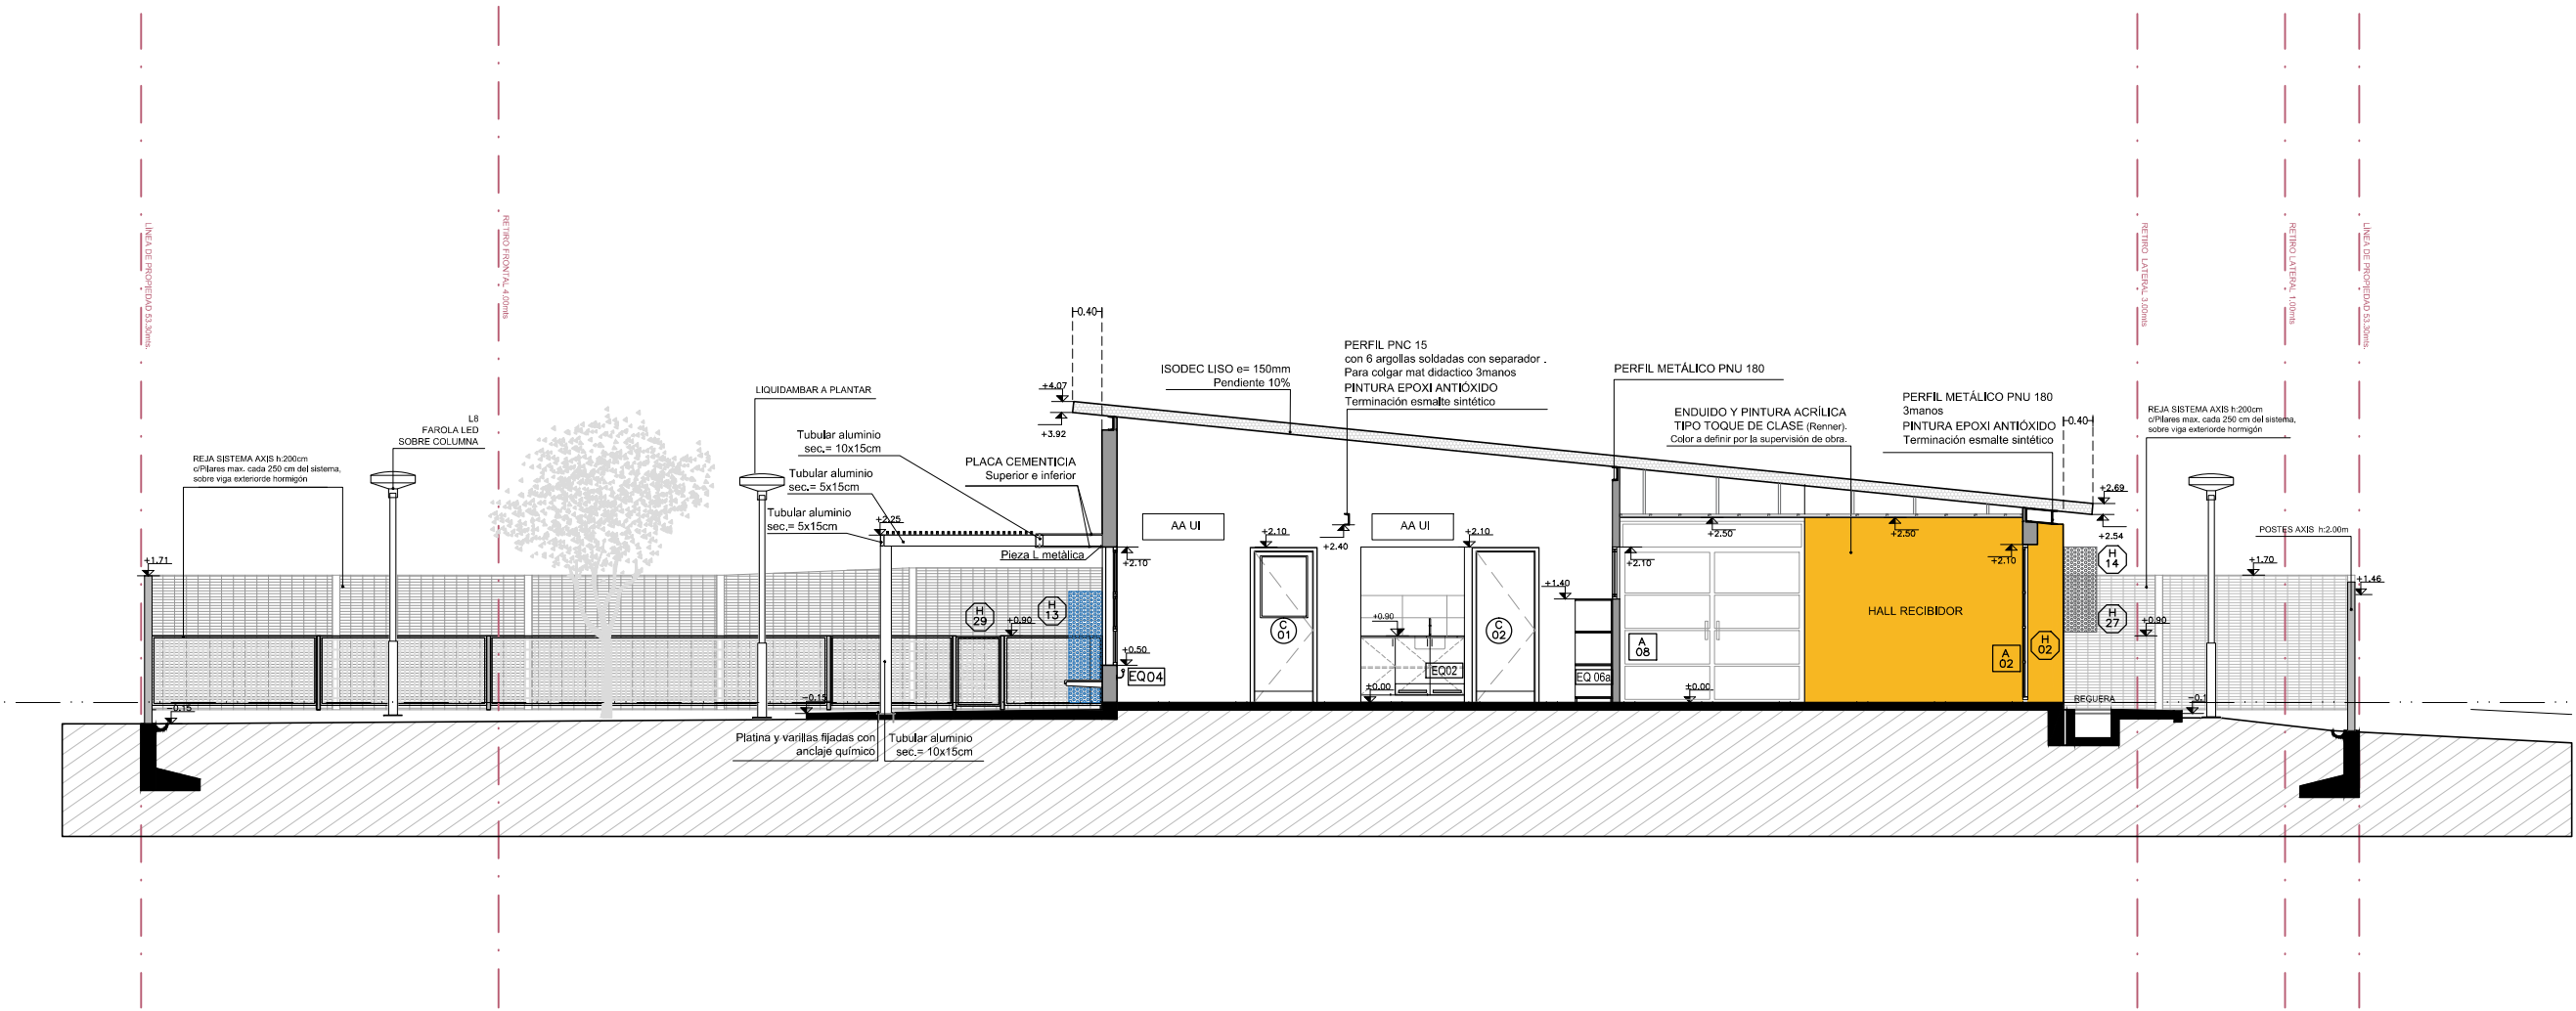 LÍNEA DE PROPIEDAD 53.30mts.
RETIRO FRONTAL 4.00mts
RETIRO LATERAL 3.00mts
RETIRO LATERAL 1.00mts
LÍNEA DE PROPIEDAD 53.30mts.
0.40
+4.07
+3.92
ISODEC LISO e= 150mm
Pendiente 10%
PERFIL PNC 15
con 6 argollas soldadas con separador .
Para colgar mat didactico 3manos
PINTURA EPOXI ANTIÓXIDO
Terminación esmalte sintético
PERFIL METÁLICO PNU 180
ENDUIDO Y PINTURA ACRÍLICA
TIPO TOQUE DE CLASE (Renner).
Color a definir por la supervisión de obra.
PERFIL METÁLICO PNU 180
3manos
PINTURA EPOXI ANTIÓXIDO
Terminación esmalte sintético
0.40
REJA SISTEMA AXIS h:200cm
c/Pilares max. cada 250 cm del sistema,
sobre viga exteriorde hormigón
LIQUIDAMBAR A PLANTAR
L8
FAROLA LED
SOBRE COLUMNA
REJA SISTEMA AXIS h:200cm
c/Pilares max. cada 250 cm del sistema,
sobre viga exteriorde hormigón
Tubular aluminio
sec.= 10x15cm
Tubular aluminio
sec.= 5x15cm
Tubular aluminio
sec.= 5x15cm
PLACA CEMENTICIA
Superior e inferior
+2.25
Pieza L metálica
+2.10
AA UI
+2.10
+2.40
AA UI
+2.10
+2.10
+2.50
+2.50
+2.10
+2.69
+2.54
POSTES AXIS h:2.00m
+1.71
+1.70
+1.46
+1.40
H
14
H
29
H
13
+0.90
C
01
+0.90
C
02
HALL RECIBIDOR
H
27
+0.90
A
08
A
02
H
02
+0.50
EQ04
EQ02
EQ 06a
±0.00
±0.00
REGUERA
-0.15
-0.15
-0.1
Platina y varillas fijadas con
anclaje químico
Tubular aluminio
sec.= 10x15cm